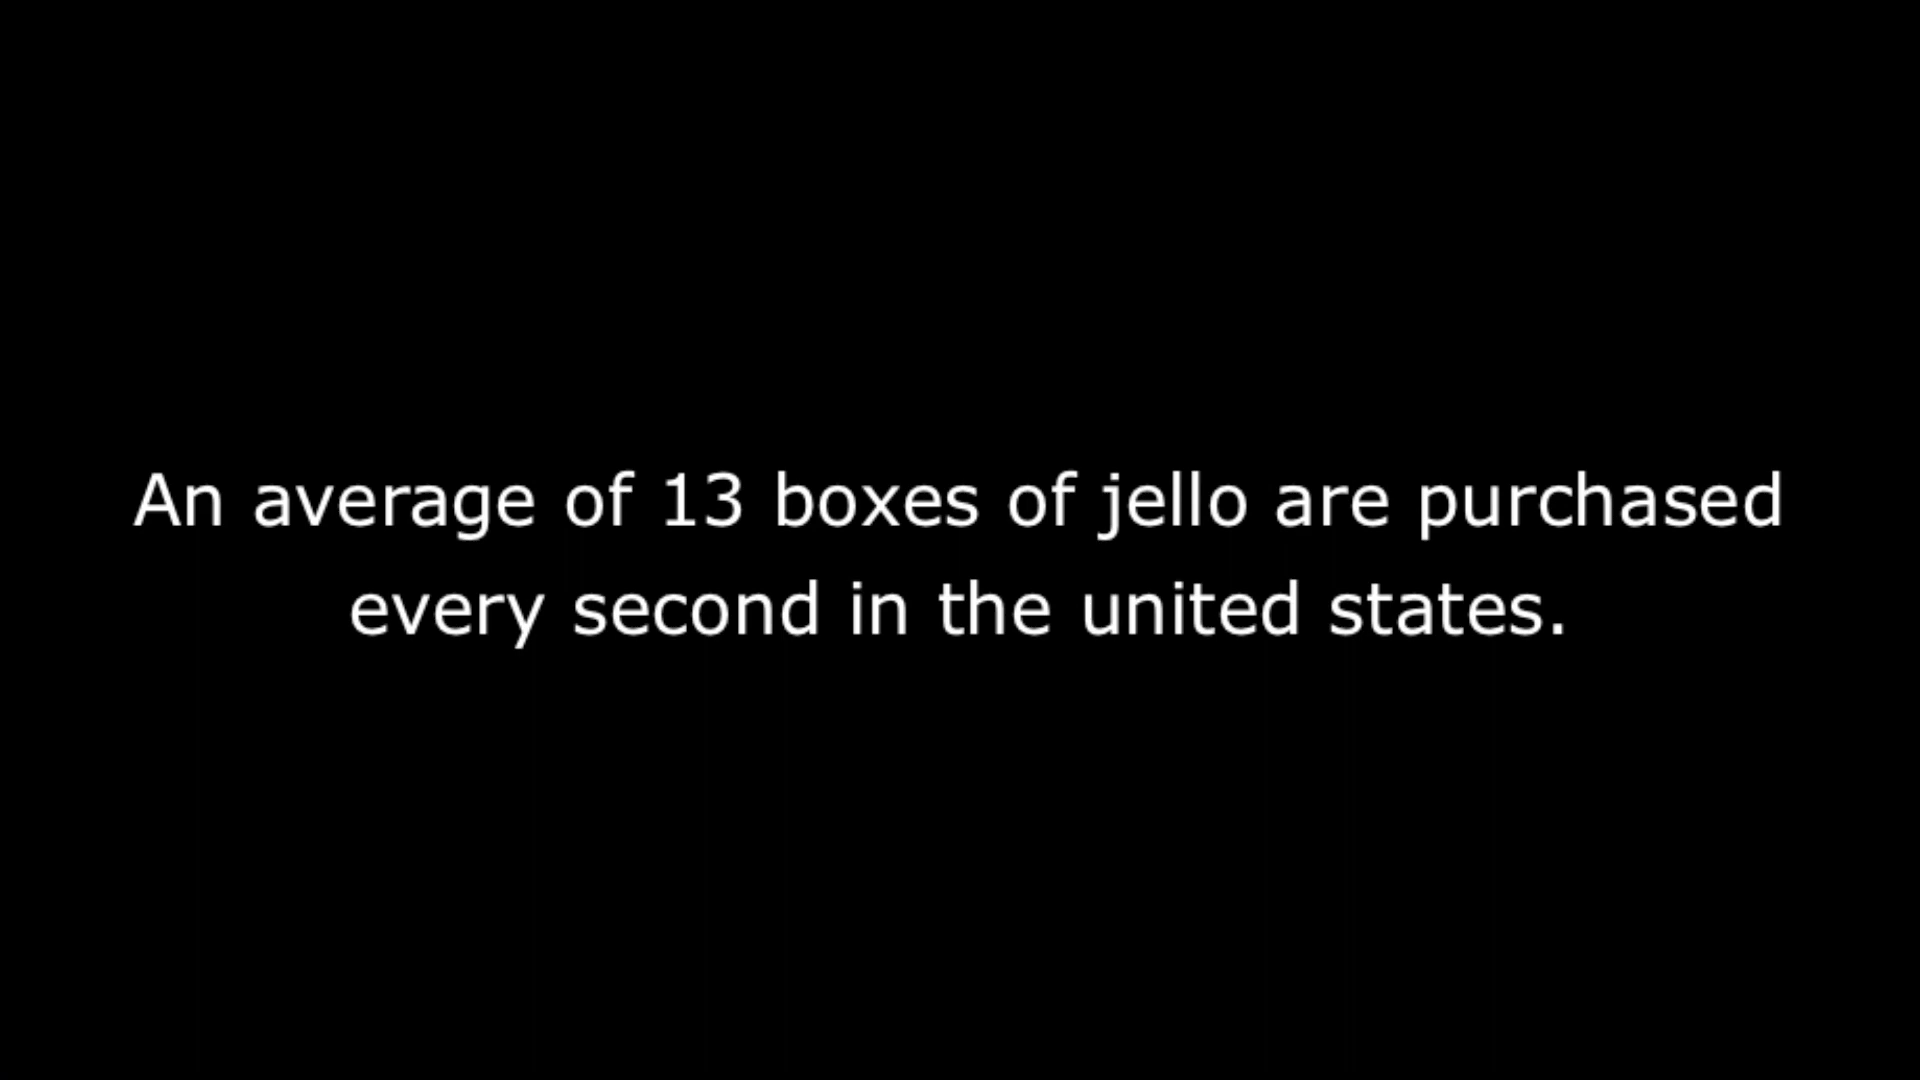 An average of 13 boxes of jello are purchased
every second in the united states.